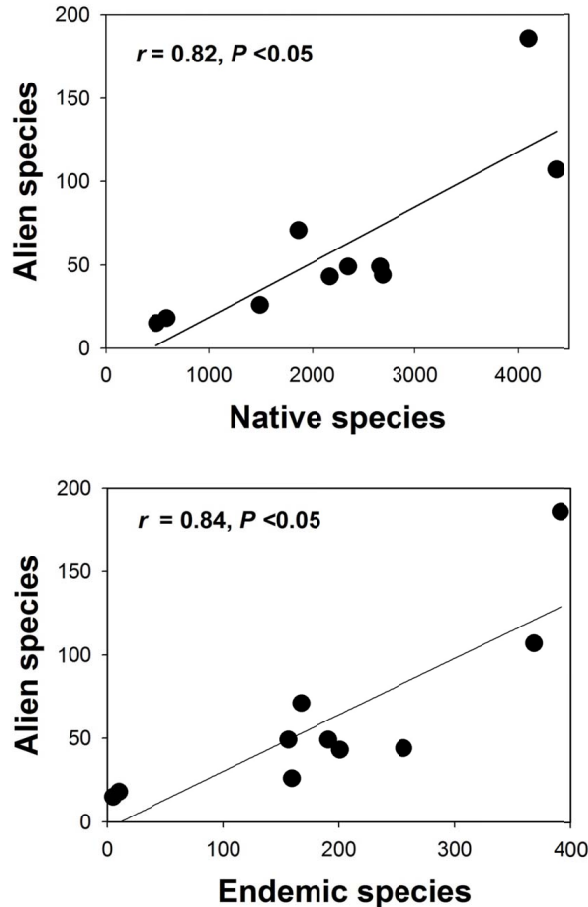 200
r = 0.82, P <0.05
150
Alien species
100
50
0
0 1000 2000 3000 4000
Native species
200
r = 0.84, P <0.05
150
Alien species
100
50
0
0 100 200 300 400
Endemic species